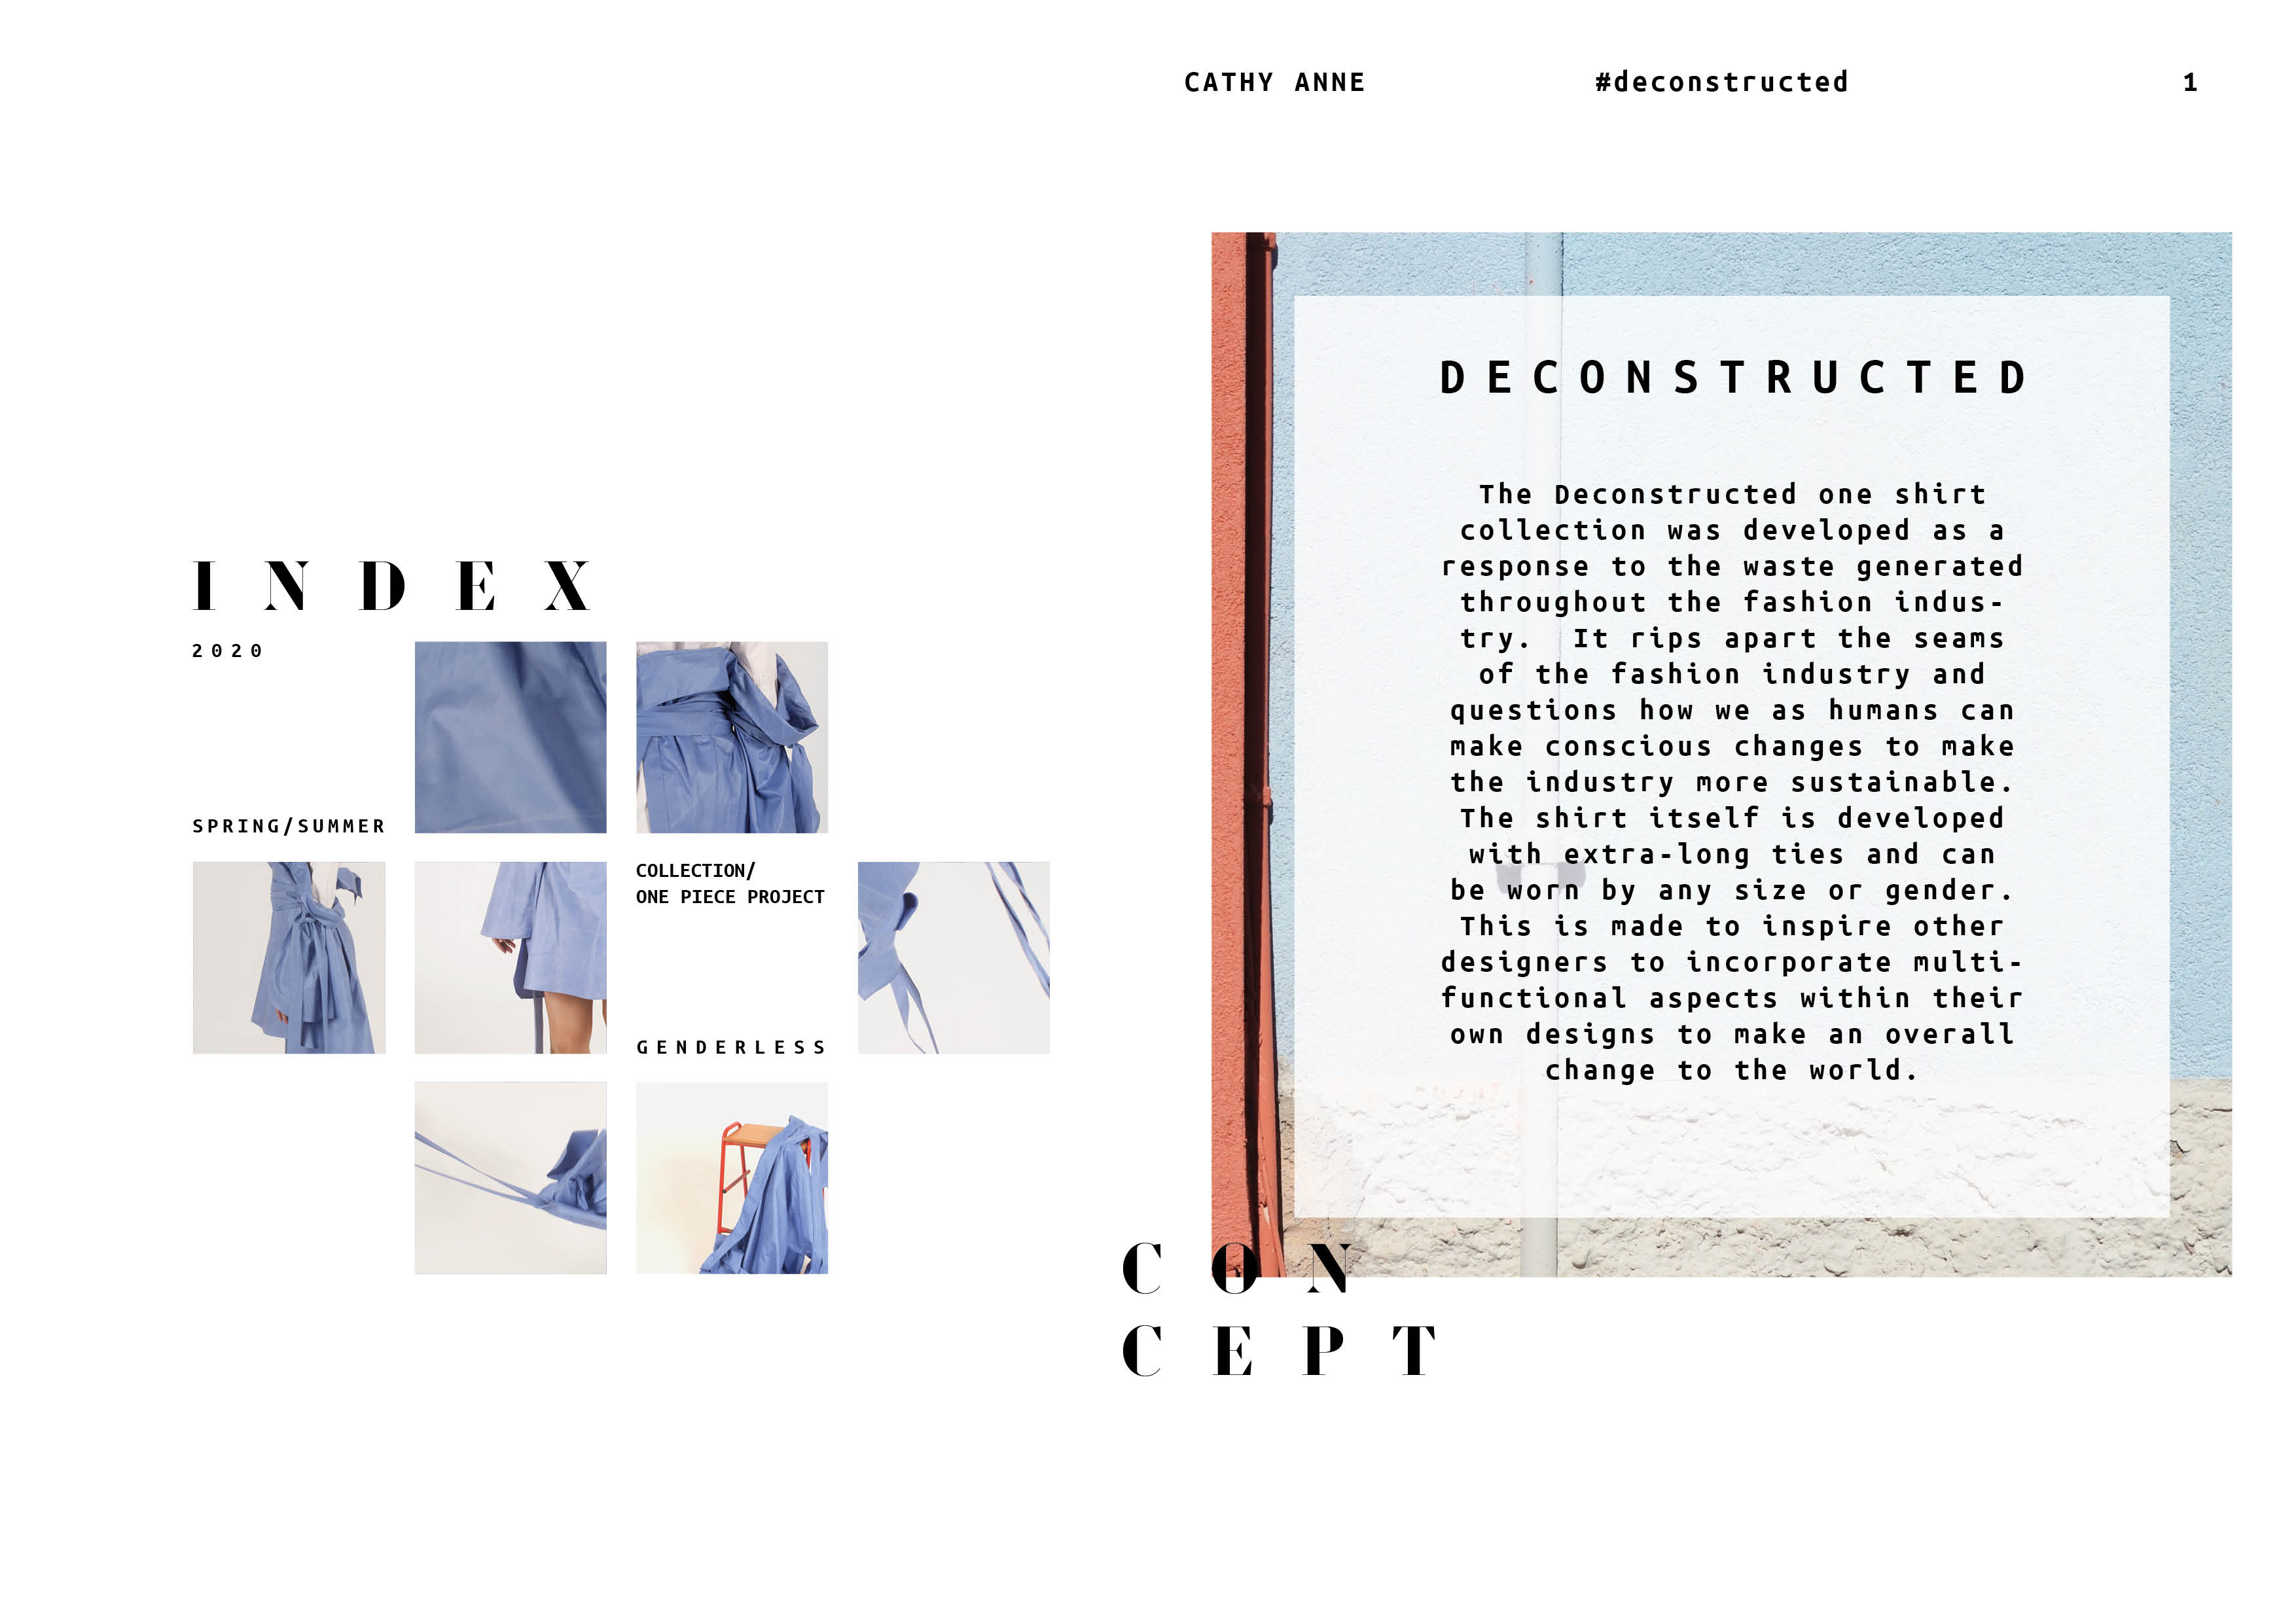 CATHY ANNE #deconstructed 1
I N D E X
2020
SPRING/SUMMER
COLLECTION/
ONE PIECE PROJECT
GENDERLESS
DECONSTRUCTED
The Deconstructed one shirt
collection was developed as a
response to the waste generated
throughout the fashion indus-
try.  It rips apart the seams
of the fashion industry and
questions how we as humans can
make conscious changes to make
the industry more sustainable.
The shirt itself is developed
with extra-long ties and can
be worn by any size or gender.
This is made to inspire other
designers to incorporate multi-
functional aspects within their
own designs to make an overall
change to the world.
C O N
C E P T